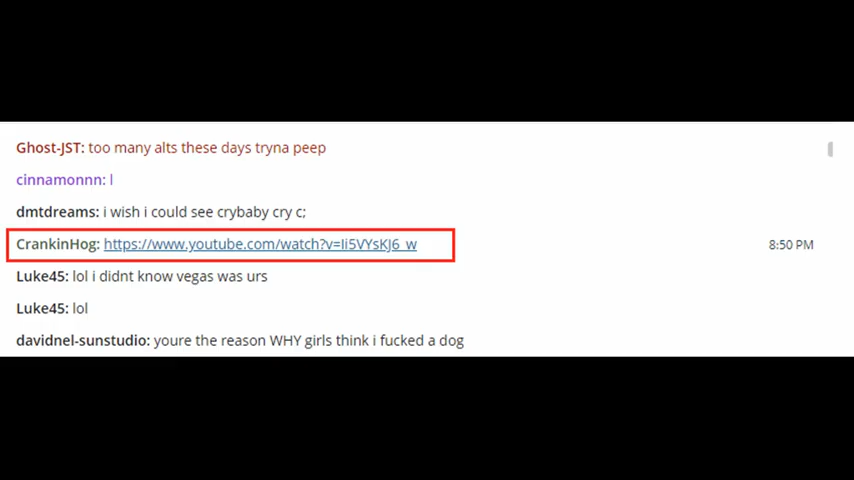 Ghost-JST: too many alts these days tryna peep
cinnamonnn: l
dmtdreams: i wish i could see crybaby cry c;
CrankinHog: https://www.youtube.com/watch?v=Ii5VYsKJ6_w 8:50 PM
Luke45: lol i didnt know vegas was urs
Luke45: lol
davidnel-sunstudio: youre the reason WHY girls think i fucked a dog